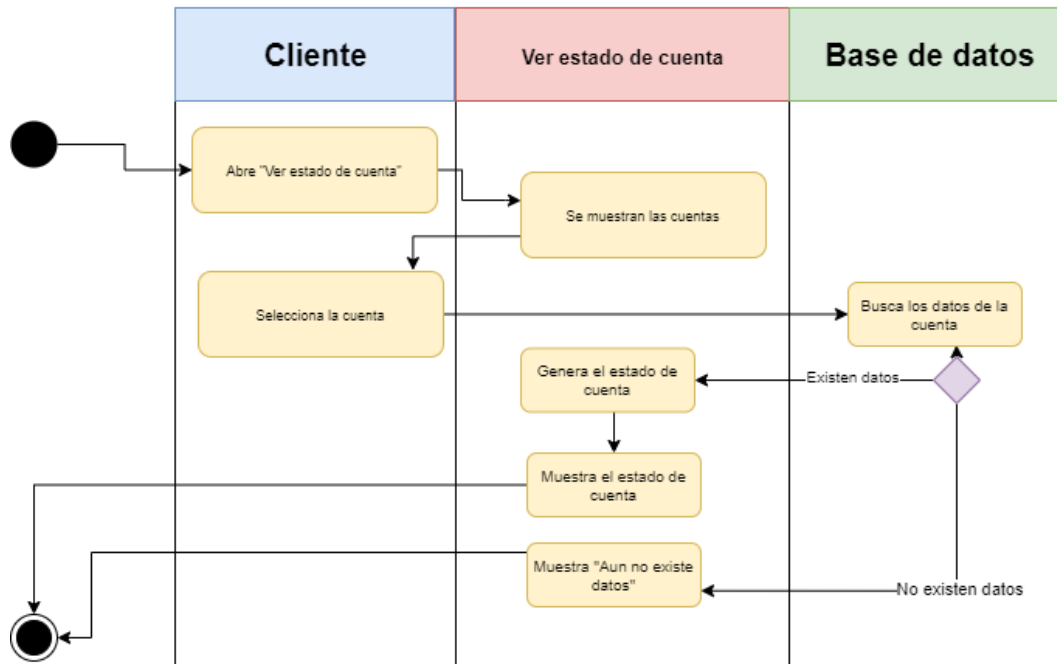 Cliente
Ver estado de cuenta
Base de datos
Abre "Ver estado de cuenta"
Se muestran las cuentas
Selecciona la cuenta
Busca los datos de la
cuenta
Genera el estado de
cuenta
Existen datos
Muestra el estado de
cuenta
Muestra "Aun no existe
datos"
No existen datos